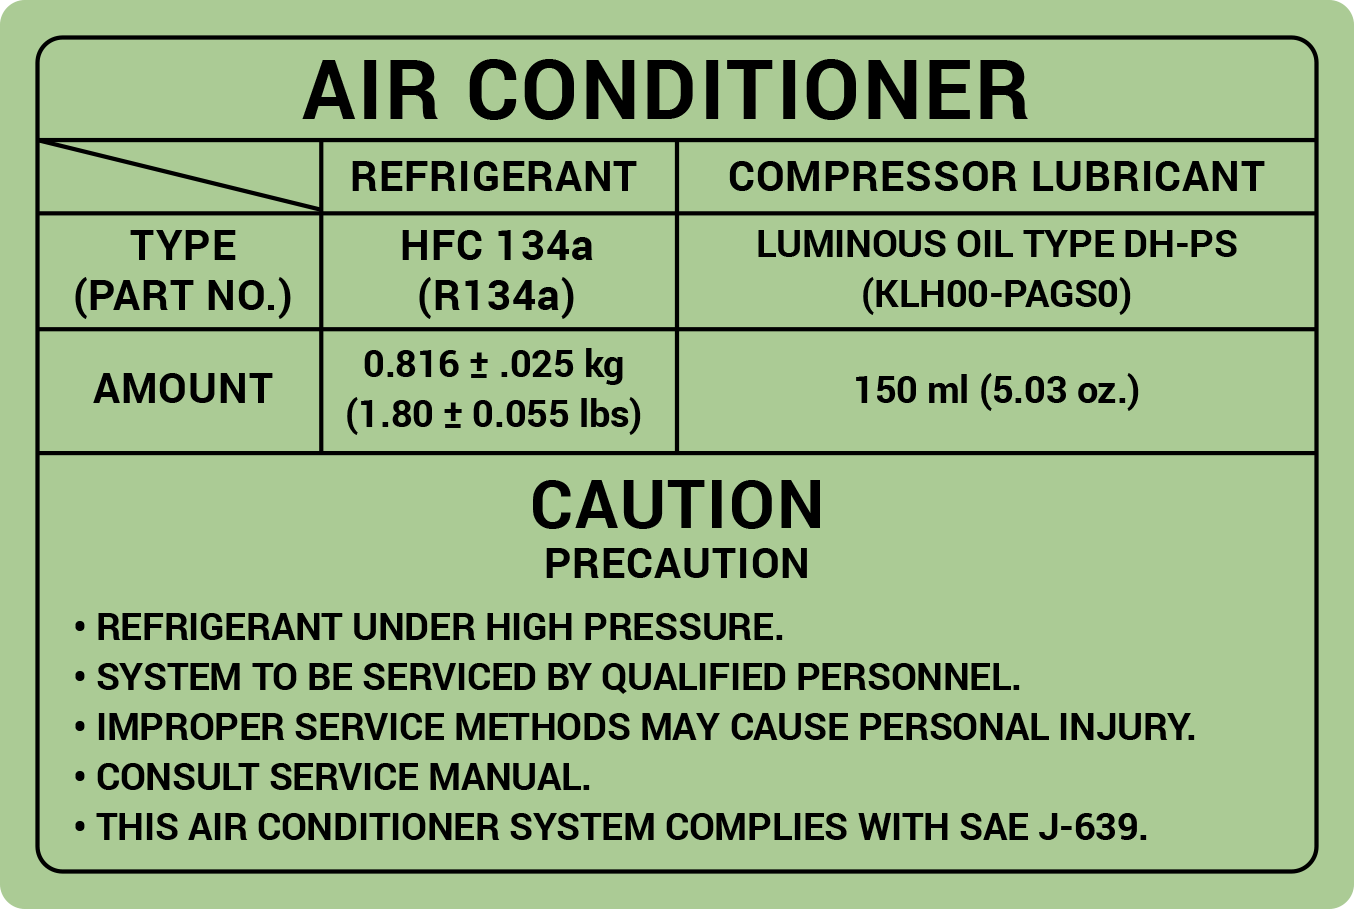 AIR CONDITIONER
REFRIGERANT
COMPRESSOR LUBRICANT
TYPE
(PART NO.)
HFC 134a
(R134a)
LUMINOUS OIL TYPE DH-PS
(KLH00-PAGS0)
AMOUNT
0.816 ± .025 kg
(1.80 ± 0.055 lbs)
150 ml (5.03 oz.)
CAUTION
PRECAUTION
• REFRIGERANT UNDER HIGH PRESSURE.
• SYSTEM TO BE SERVICED BY QUALIFIED PERSONNEL.
• IMPROPER SERVICE METHODS MAY CAUSE PERSONAL INJURY.
• CONSULT SERVICE MANUAL.
• THIS AIR CONDITIONER SYSTEM COMPLIES WITH SAE J-639.